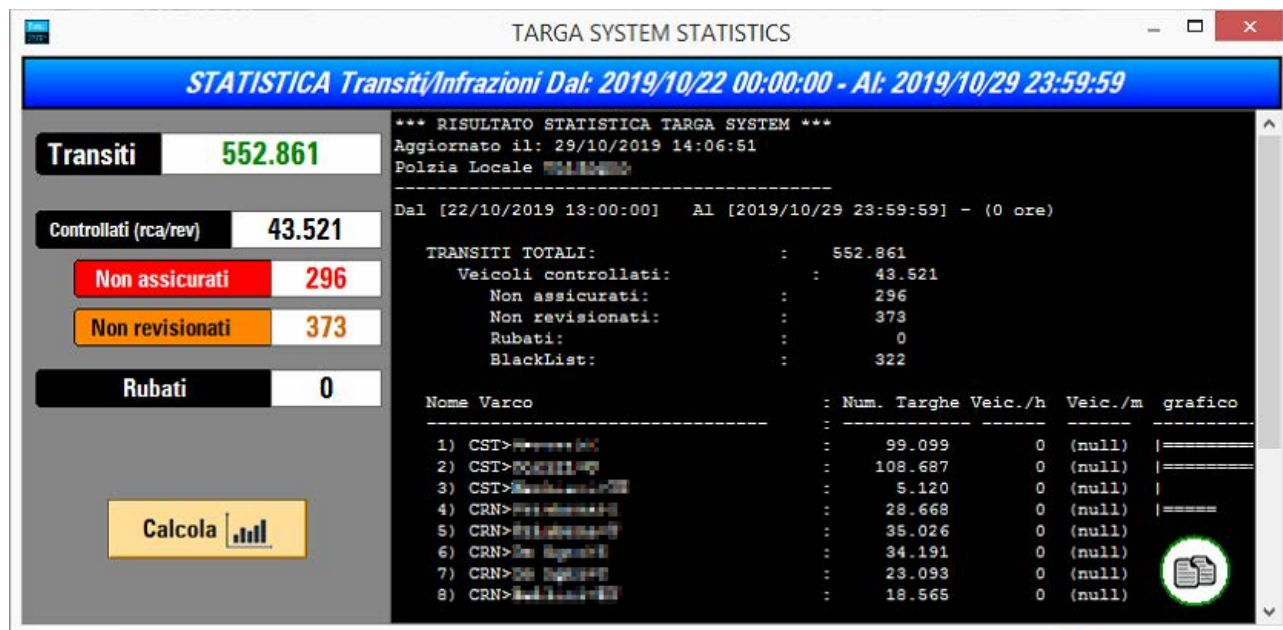 TARGA SYSTEM STATISTICS
STATISTICA Transiti/Infrazioni Dal: 2019/10/22 00:00:00 - Al: 2019/10/29 23:59:59
Transiti 552.861
Controllati (rca/rev) 43.521
Non assicurati 296
Non revisionati 373
Rubati 0
Calcola
*** RISULTATO STATISTICA TARGA SYSTEM ***
Aggiornato il: 29/10/2019 14:06:51
Polzia Locale
----------------------------------------
Dal [22/10/2019 13:00:00] Al [2019/10/29 23:59:59] - (0 ore)
TRANSITI TOTALI: : 552.861
Veicoli controllati: : 43.521
Non assicurati: : 296
Non revisionati: : 373
Rubati: : 0
BlackList: : 322
Nome Varco : Num. Targhe Veic./h Veic./m grafico
-------------------------------- : ------------ ------ ------ ---------
1) CST> : 99.099 0 (null) |=========
2) CST> : 108.687 0 (null) |=========
3) CST> : 5.120 0 (null) |
4) CRN> : 28.668 0 (null) |=====
5) CRN> : 35.026 0 (null)
6) CRN> : 34.191 0 (null)
7) CRN> : 23.093 0 (null)
8) CRN> : 18.565 0 (null)